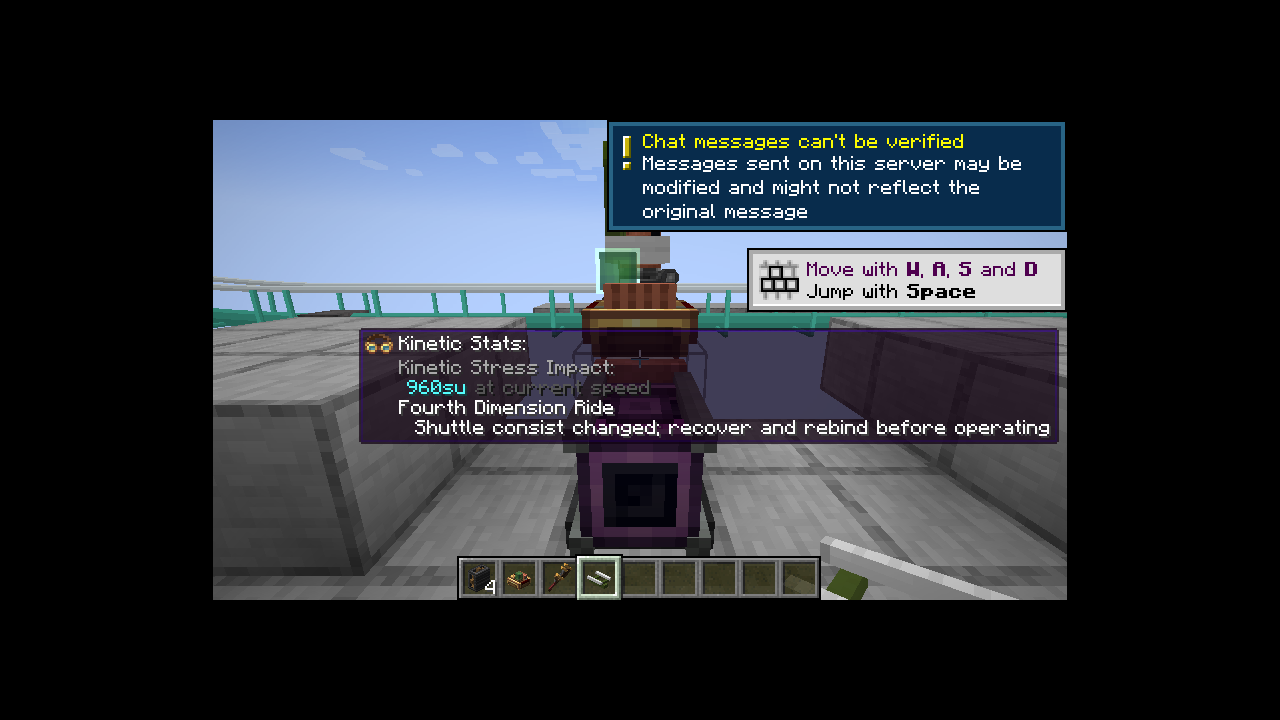 Chat messages can't be verified
Messages sent on this server may be
modified and might not reflect the
original message
Move with W, A, S and D
Jump with Space
Kinetic Stats:
Kinetic Stress Impact:
960su at current speed
Fourth Dimension Ride
Shuttle consist changed; recover and rebind before operating
4